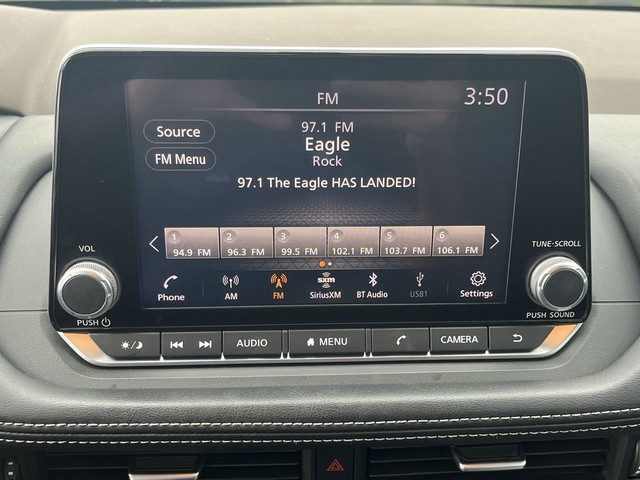 FM 3:50
Source
FM Menu
97.1 FM
Eagle
Rock
97.1 The Eagle HAS LANDED!
1 2 3 4 5 6
94.9 FM 96.3 FM 99.5 FM 102.1 FM 103.7 FM 106.1 FM
Phone AM FM SXM SiriusXM BT Audio USB1 Settings
VOL
PUSH
TUNE·SCROLL
PUSH SOUND
AUDIO MENU CAMERA